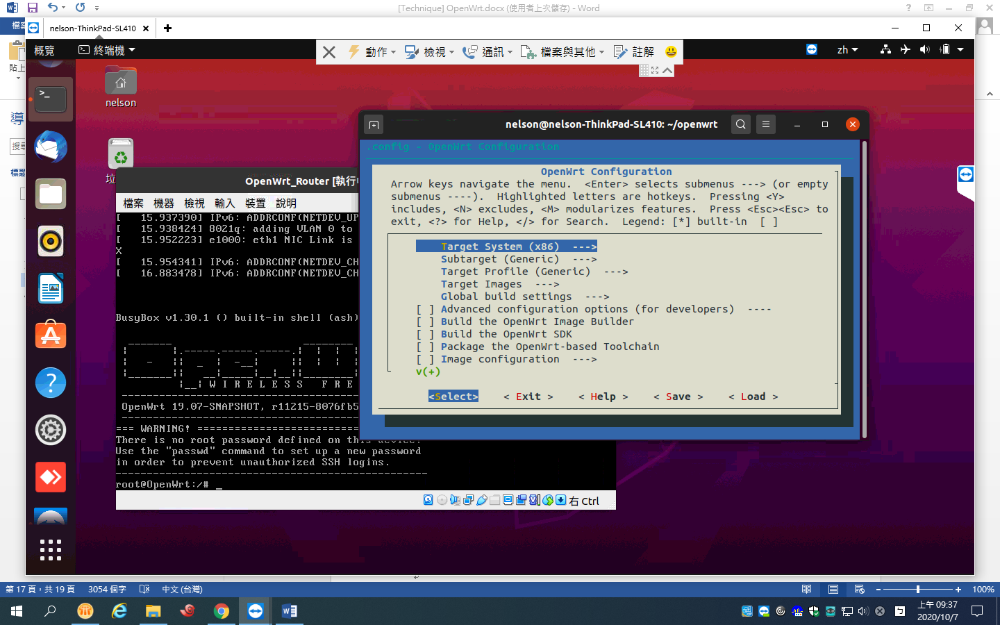 [Technique] OpenWrt.docx (使用者上次儲存) - Word
檔案
nelson-ThinkPad-SL410
概覽
終端機
動作
檢視
通訊
檔案與其他
註解
zh
貼上
nelson
導
搜尋
標題
垃
nelson@nelson-ThinkPad-SL410: ~/openwrt
.config - OpenWrt Configuration
OpenWrt Configuration
Arrow keys navigate the menu.  <Enter> selects submenus ---> (or empty
submenus ----).  Highlighted letters are hotkeys.  Pressing <Y>
includes, <N> excludes, <M> modularizes features.  Press <Esc><Esc> to
exit, <?> for Help, </> for Search.  Legend: [*] built-in  [ ]
Target System (x86)  --->
Subtarget (Generic)  --->
Target Profile (Generic)  --->
Target Images  --->
Global build settings  --->
[ ] Advanced configuration options (for developers)  ----
[ ] Build the OpenWrt Image Builder
[ ] Build the OpenWrt SDK
[ ] Package the OpenWrt-based Toolchain
[ ] Image configuration  --->
v(+)
<Select>    < Exit >    < Help >    < Save >    < Load >
OpenWrt_Router [執行
檔案 機器 檢視 輸入 裝置 說明
[   15.937390] IPv6: ADDRCONF(NETDEV_UP
[   15.938424] 8021q: adding VLAN 0 to
[   15.952223] e1000: eth1 NIC Link is
X
[   15.954341] IPv6: ADDRCONF(NETDEV_CH
[   16.883478] IPv6: ADDRCONF(NETDEV_CH
BusyBox v1.30.1 () built-in shell (ash)
W I R E L E S S   F R E
OpenWrt 19.07-SNAPSHOT, r11215-8076fb5
=== WARNING! =============================
There is no root password defined on this device!
Use the "passwd" command to set up a new password
in order to prevent unauthorized SSH logins.
--------------------------------------------------
root@OpenWrt:/# _
右 Ctrl
第 17 頁，共 19 頁
3054 個字
中文 (台灣)
100%
上午 09:37
2020/10/7